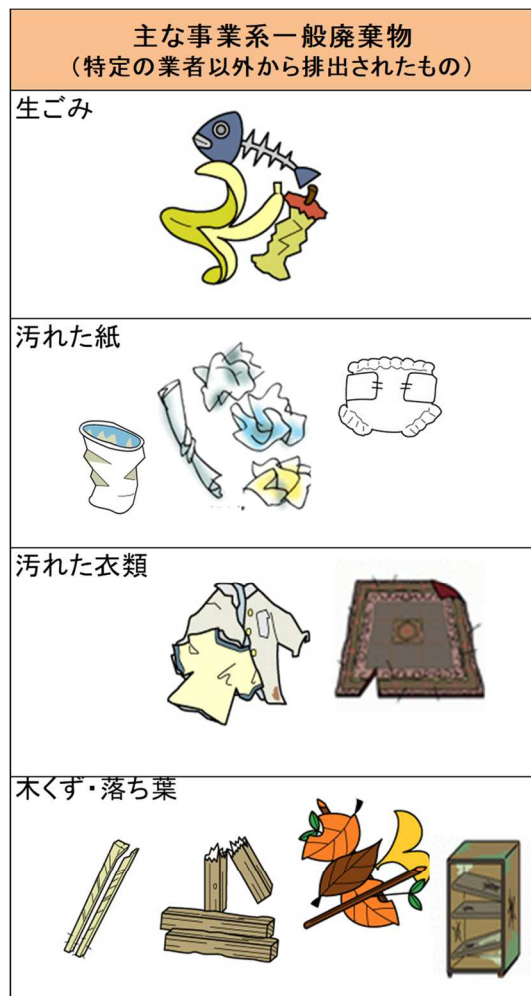 主な事業系一般廃棄物
（特定の業者以外から排出されたもの）
生ごみ
汚れた紙
汚れた衣類
木くず・落ち葉